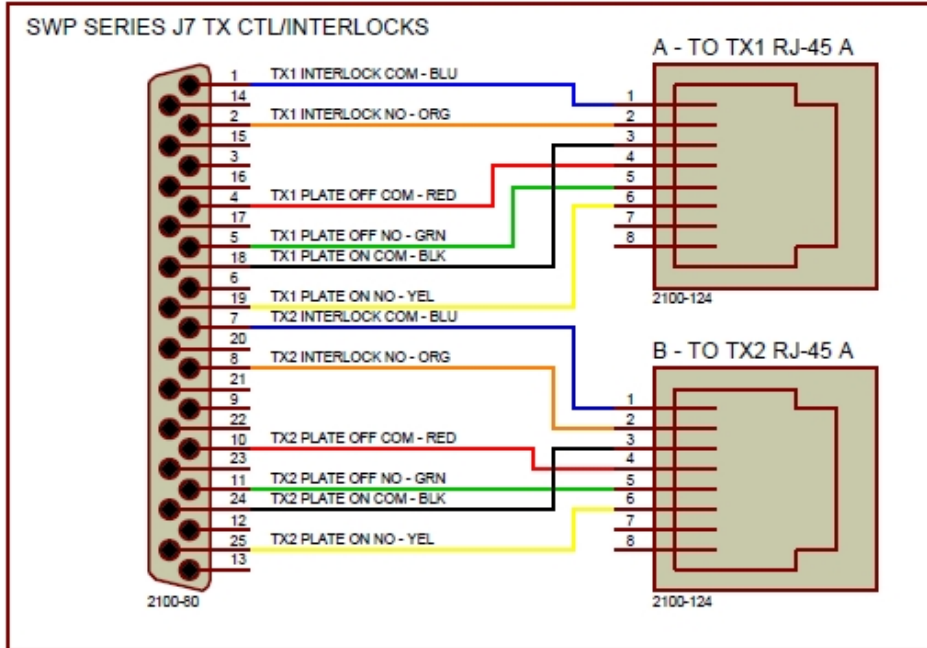 SWP SERIES J7 TX CTL/INTERLOCKS
A - TO TX1 RJ-45 A
1 TX1 INTERLOCK COM - BLU
14
2 TX1 INTERLOCK NO - ORG
15
3
16
4 TX1 PLATE OFF COM - RED
17
5 TX1 PLATE OFF NO - GRN
18 TX1 PLATE ON COM - BLK
6
19 TX1 PLATE ON NO - YEL
7 TX2 INTERLOCK COM - BLU
20
8 TX2 INTERLOCK NO - ORG
21
9
22
10 TX2 PLATE OFF COM - RED
23
11 TX2 PLATE OFF NO - GRN
24 TX2 PLATE ON COM - BLK
12
25 TX2 PLATE ON NO - YEL
13
2100-80
1
2
3
4
5
6
7
8
2100-124
B - TO TX2 RJ-45 A
1
2
3
4
5
6
7
8
2100-124